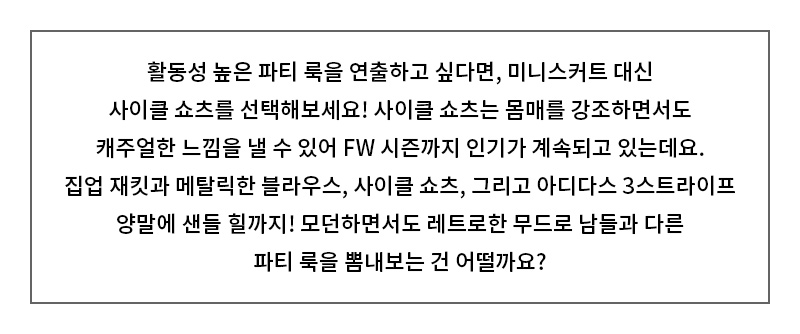 활동성 높은 파티 룩을 연출하고 싶다면, 미니스커트 대신
사이클 쇼츠를 선택해보세요! 사이클 쇼츠는 몸매를 강조하면서도
캐주얼한 느낌을 낼 수 있어 FW 시즌까지 인기가 계속되고 있는데요.
집업 재킷과 메탈릭한 블라우스, 사이클 쇼츠, 그리고 아디다스 3스트라이프
양말에 샌들 힐까지! 모던하면서도 레트로한 무드로 남들과 다른
파티 룩을 뽐내보는 건 어떨까요?